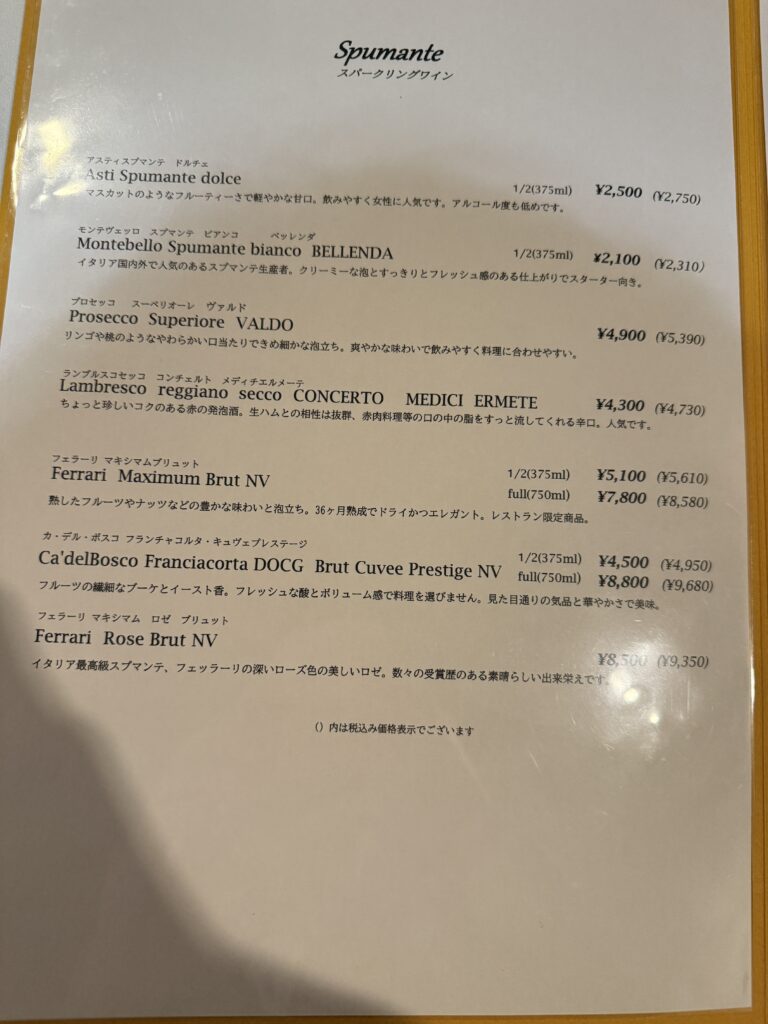 Spumante
スパークリングワイン
アスティスプマンテ ドルチェ
Asti Spumante dolce 1/2(375ml) ¥2,500 (¥2,750)
マスカットのようなフルーティーさで軽やかな甘口。飲みやすく女性に人気です。アルコール度も低めです。
モンテヴェッロ スプマンテ ビアンコ ベッレンダ
Montebello Spumante bianco BELLENDA 1/2(375ml) ¥2,100 (¥2,310)
イタリア国内外で人気のあるスプマンテ生産者。クリーミーな泡とすっきりとフレッシュ感のある仕上がりでスターター向き。
プロセッコ スーペリオーレ ヴァルド
Prosecco Superiore VALDO ¥4,900 (¥5,390)
リンゴや桃のようなやわらかい口当たりできめ細かな泡立ち。爽やかな味わいで飲みやすく料理に合わせやすい。
ランブルスコセッコ コンチェルト メディチエルメーテ
Lambresco reggiano secco CONCERTO MEDICI ERMETE ¥4,300 (¥4,730)
ちょっと珍しいコクのある赤の発泡酒。生ハムとの相性は抜群、赤肉料理等の口の中の脂をすっと流してくれる辛口。人気です。
フェラーリ マキシマムブリュット
Ferrari Maximum Brut NV 1/2(375ml) ¥5,100 (¥5,610)
full(750ml) ¥7,800 (¥8,580)
熟したフルーツやナッツなどの豊かな味わいと泡立ち。36ヶ月熟成でドライかつエレガント。レストラン限定商品。
カ・デル・ボスコ フランチャコルタ・キュヴェプレステージ
Ca'delBosco Franciacorta DOCG Brut Cuvee Prestige NV 1/2(375ml) ¥4,500 (¥4,950)
full(750ml) ¥8,800 (¥9,680)
フルーツの繊細なブーケとイースト香。フレッシュな酸とボリューム感で料理を選びません。見た目通りの気品と華やかさで美味。
フェラーリ マキシマム ロゼ ブリュット
Ferrari Rose Brut NV ¥8,500 (¥9,350)
イタリア最高級スプマンテ、フェッラーリの深いローズ色の美しいロゼ。数々の受賞歴のある素晴らしい出来栄えです。
（）内は税込み価格表示でございます